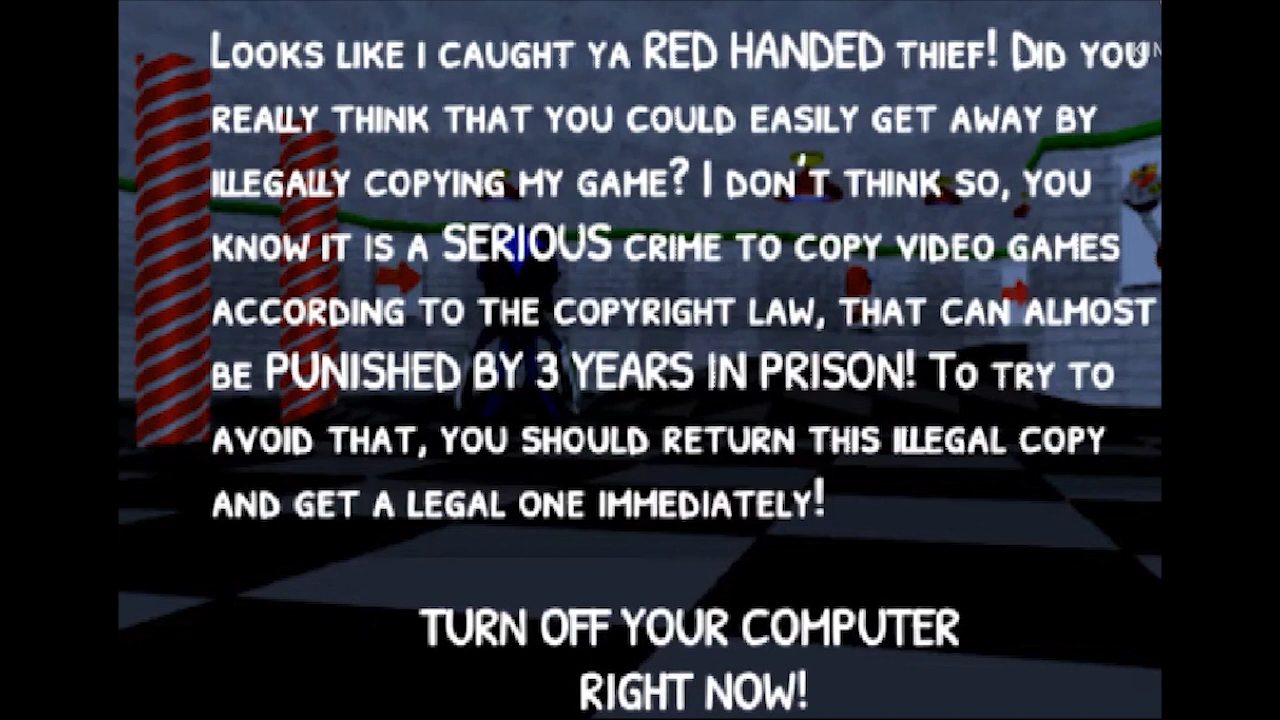 Looks like I caught ya RED HANDED thief! Did you
really think that you could easily get away by
illegally copying my game? I don't think so, you
know it is a SERIOUS crime to copy video games
according to the copyright law, that can almost
be PUNISHED BY 3 YEARS IN PRISON! To try to
avoid that, you should return this illegal copy
and get a legal one immediately!
TURN OFF YOUR COMPUTER
RIGHT NOW!